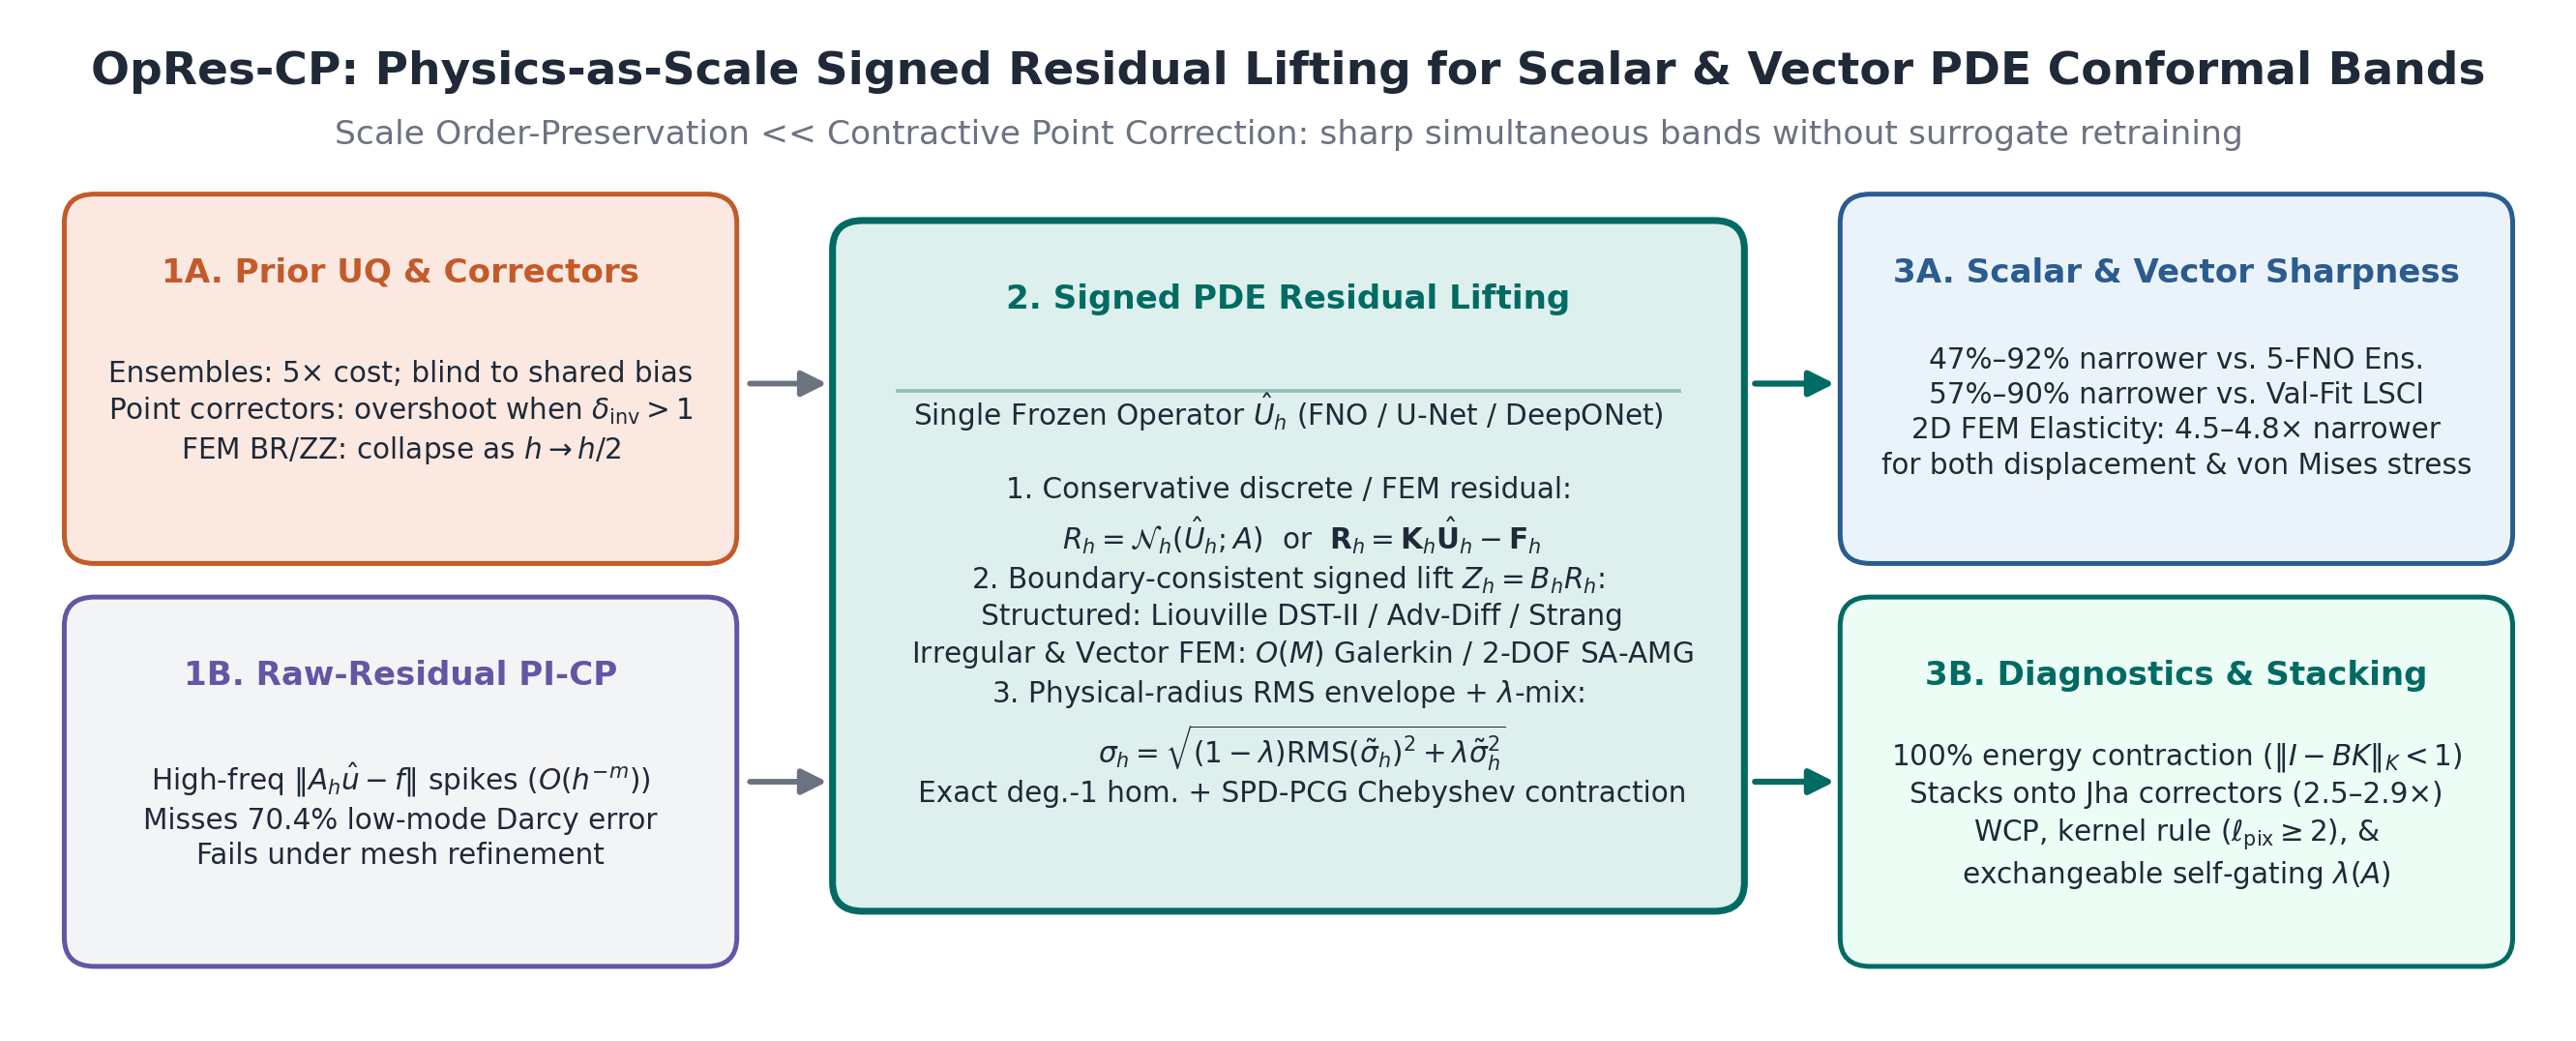 OpRes-CP: Physics-as-Scale Signed Residual Lifting for Scalar & Vector PDE Conformal Bands
Scale Order-Preservation << Contractive Point Correction: sharp simultaneous bands without surrogate retraining
1A. Prior UQ & Correctors
Ensembles: 5× cost; blind to shared bias
Point correctors: overshoot when δ_inv > 1
FEM BR/ZZ: collapse as h → h/2
1B. Raw-Residual PI-CP
High-freq ‖A_h û − f‖ spikes (O(h^{−m}))
Misses 70.4% low-mode Darcy error
Fails under mesh refinement
2. Signed PDE Residual Lifting
Single Frozen Operator Û_h (FNO / U-Net / DeepONet)
1. Conservative discrete / FEM residual:
R_h = 𝒩_h(Û_h; A) or 𝐑_h = 𝐊_h𝐔̂_h − 𝐅_h
2. Boundary-consistent signed lift Z_h = B_hR_h:
Structured: Liouville DST-II / Adv-Diff / Strang
Irregular & Vector FEM: O(M) Galerkin / 2-DOF SA-AMG
3. Physical-radius RMS envelope + λ-mix:
σ_h = √((1 − λ)RMS(σ̃_h)² + λσ̃_h²)
Exact deg.-1 hom. + SPD-PCG Chebyshev contraction
3A. Scalar & Vector Sharpness
47%–92% narrower vs. 5-FNO Ens.
57%–90% narrower vs. Val-Fit LSCI
2D FEM Elasticity: 4.5–4.8× narrower
for both displacement & von Mises stress
3B. Diagnostics & Stacking
100% energy contraction (‖I − BK‖_K < 1)
Stacks onto Jha correctors (2.5–2.9×)
WCP, kernel rule (ℓ_pix ≥ 2), &
exchangeable self-gating λ(A)